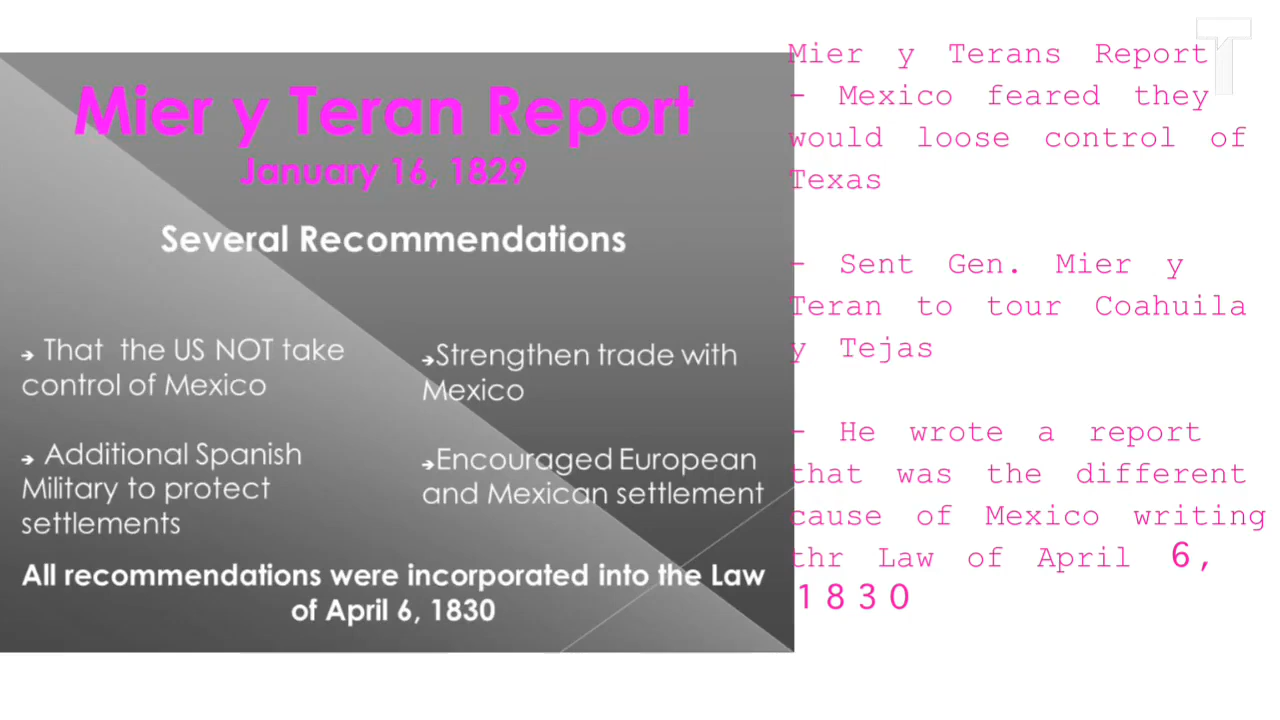 Mier y Teran Report
January 16, 1829
Several Recommendations
➔ That the US NOT take
control of Mexico
➔ Additional Spanish
Military to protect
settlements
➔Strengthen trade with
Mexico
➔Encouraged European
and Mexican settlement
All recommendations were incorporated into the Law
of April 6, 1830
Mier y Terans Report
- Mexico feared they
would loose control of
Texas
- Sent Gen. Mier y
Teran to tour Coahuila
y Tejas
- He wrote a report
that was the different
cause of Mexico writing
thr Law of April 6,
1830
T